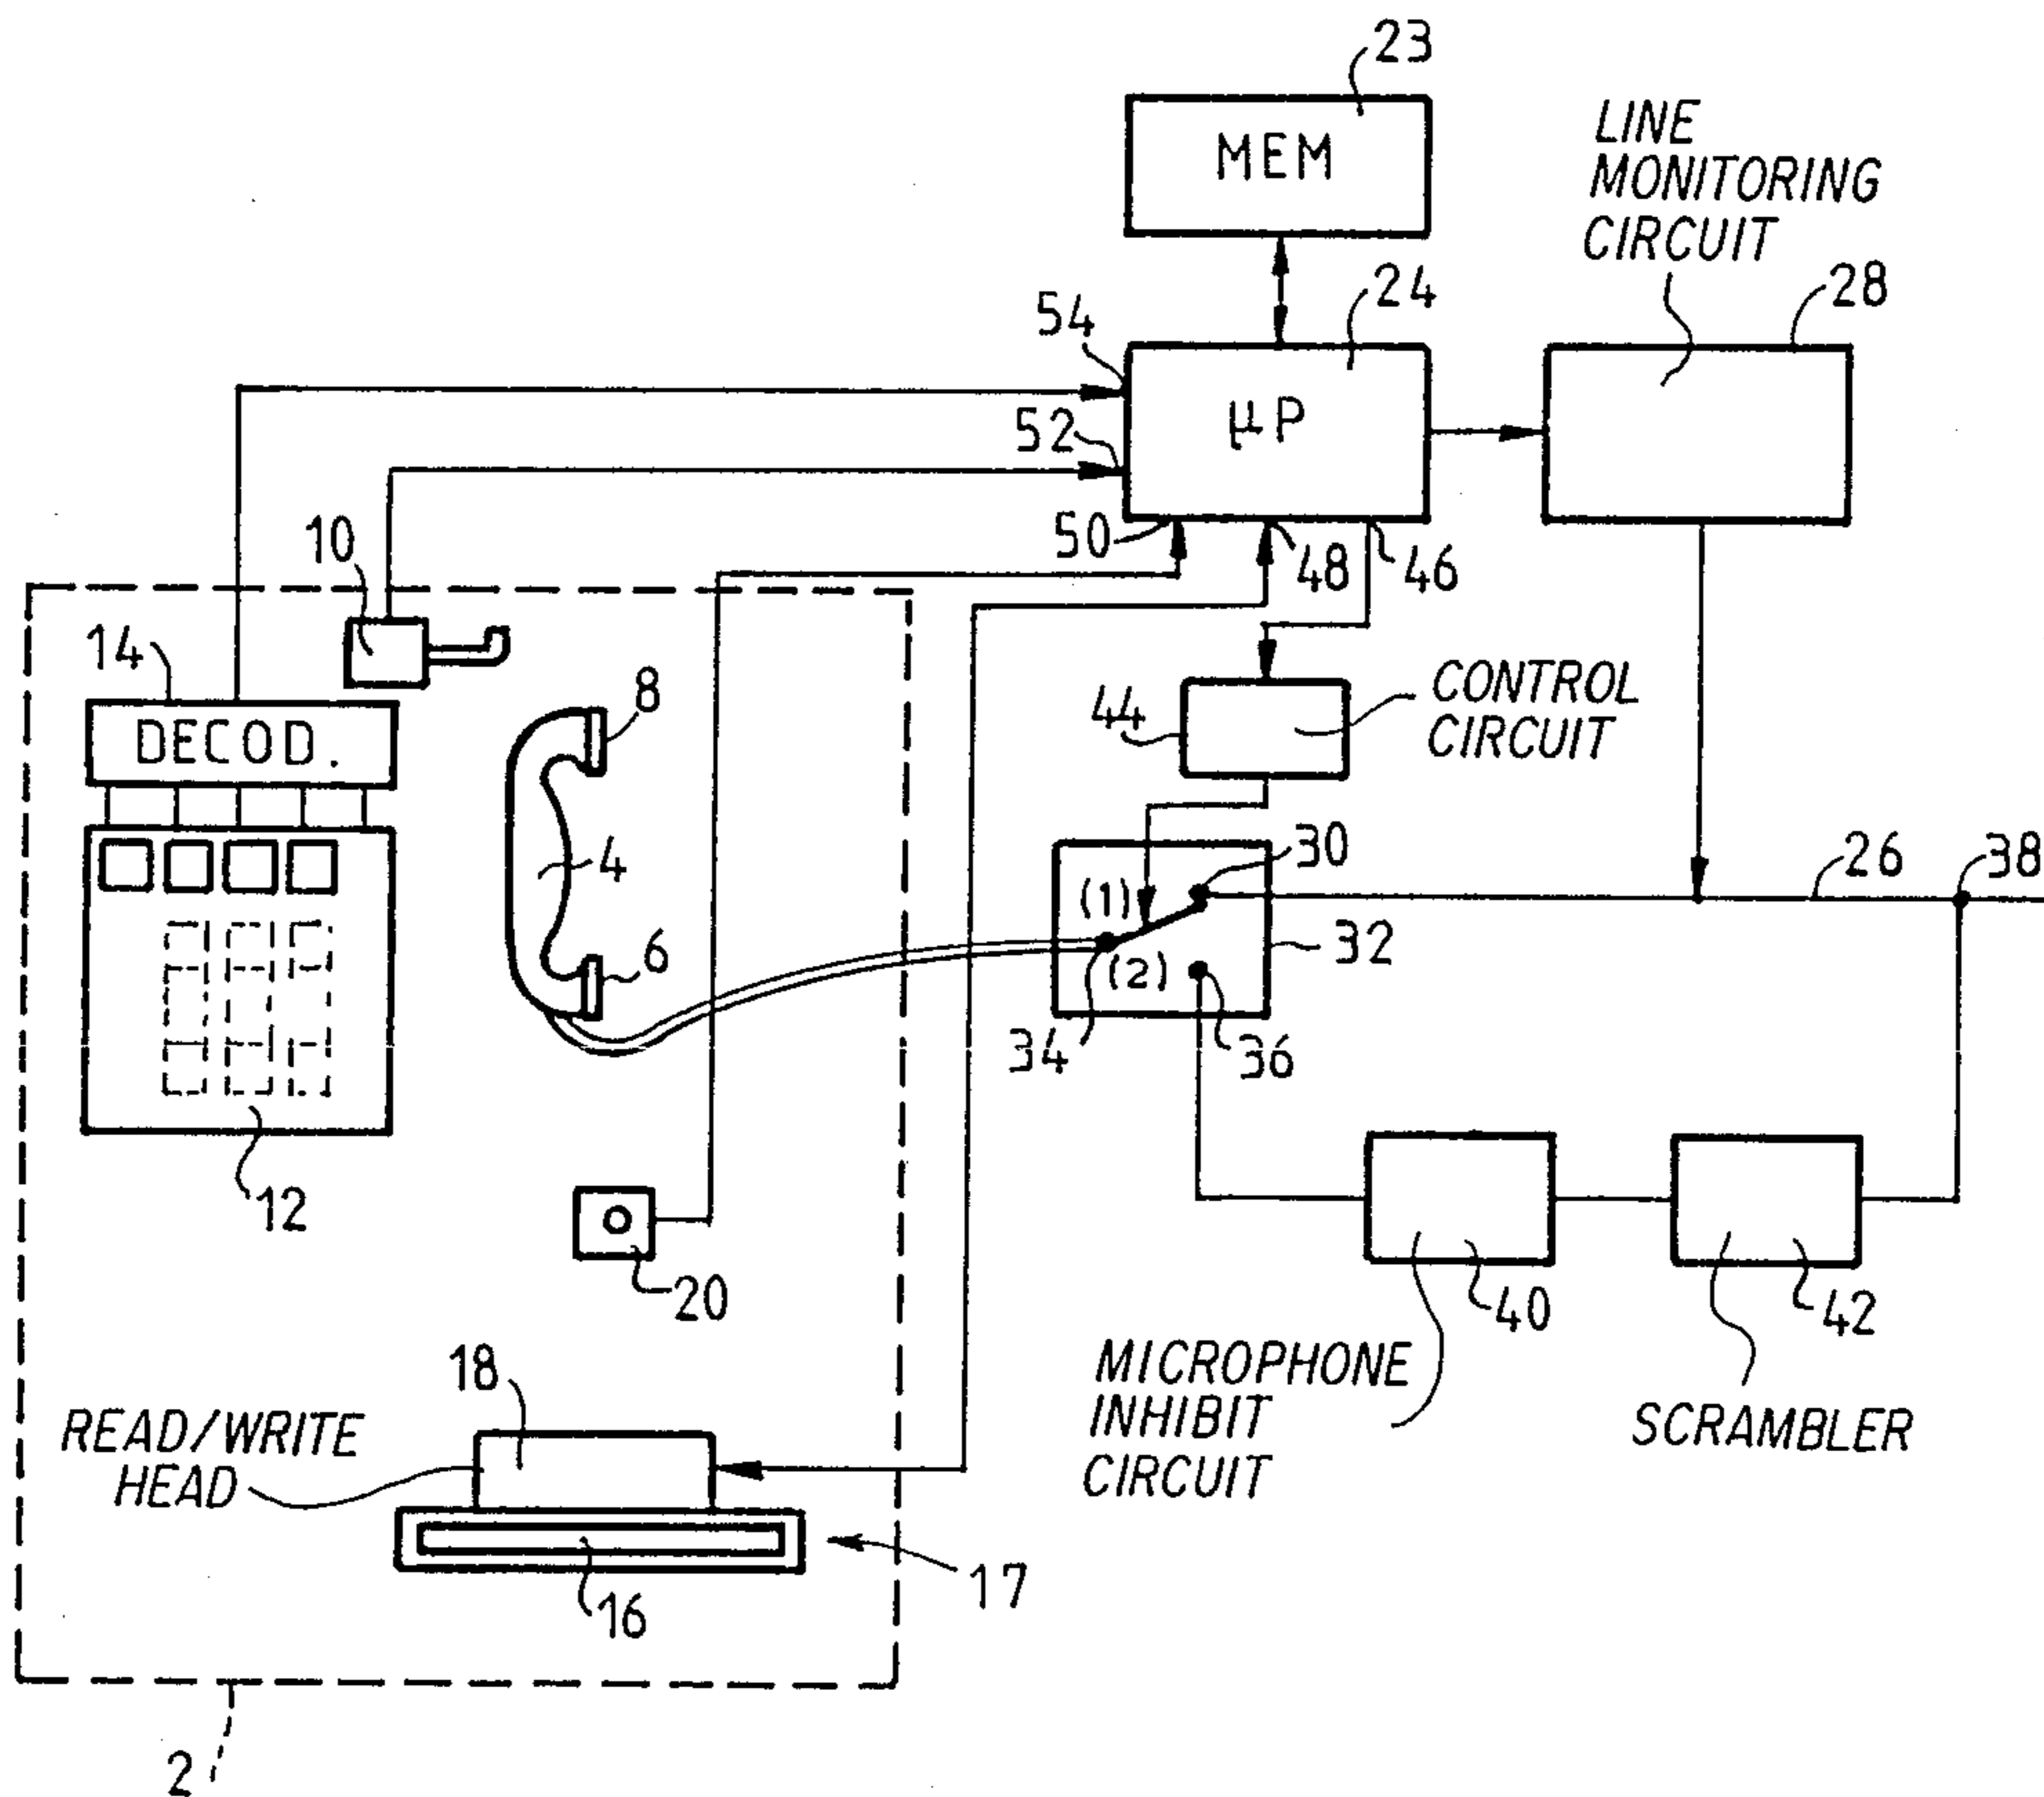 23
MEM
LINE
MONITORING
CIRCUIT
24
28
54
µP
52
50
48
46
10
14
DECOD.
8
44
CONTROL
CIRCUIT
4
30
26
38
(1)
6
32
(2)
34
36
12
20
40
42
18
MICROPHONE
INHIBIT
CIRCUIT
SCRAMBLER
READ/WRITE
HEAD
17
16
2